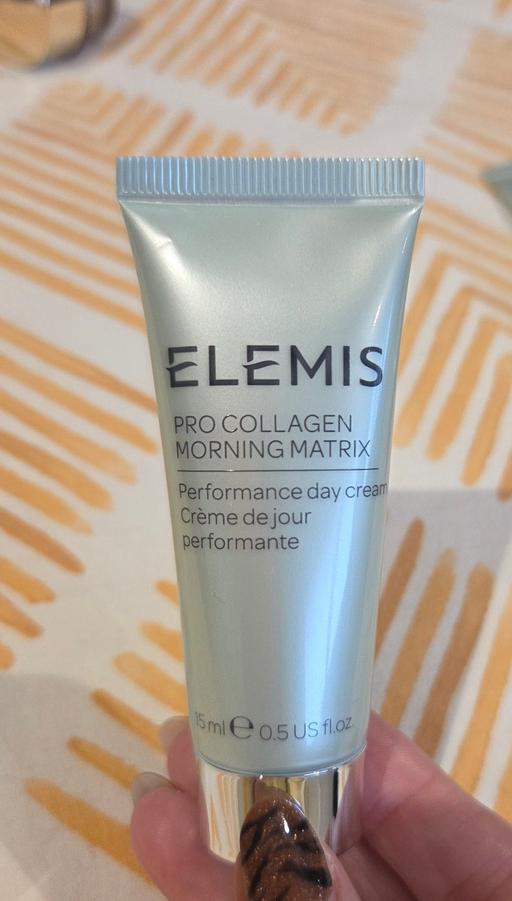 ELEMIS
PRO COLLAGEN
MORNING MATRIX
Performance day cream
Crème de jour
performante
15 ml ℮ 0.5 US fl.oz.